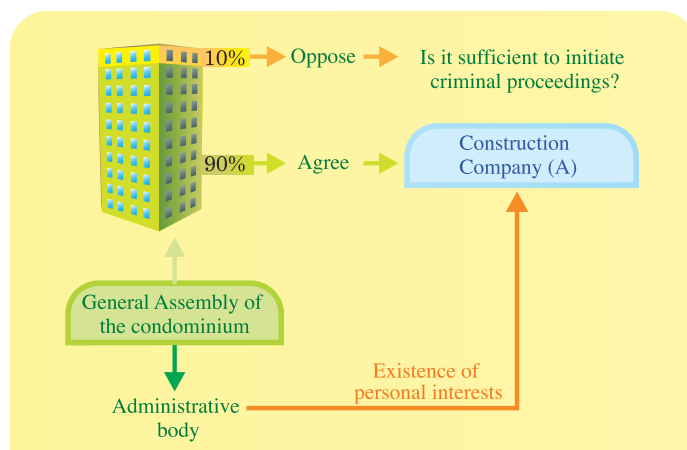 10%
Oppose
Is it sufficient to initiate
criminal proceedings?
90%
Agree
Construction
Company (A)
General Assembly of
the condominium
Existence of
personal interests
Administrative
body